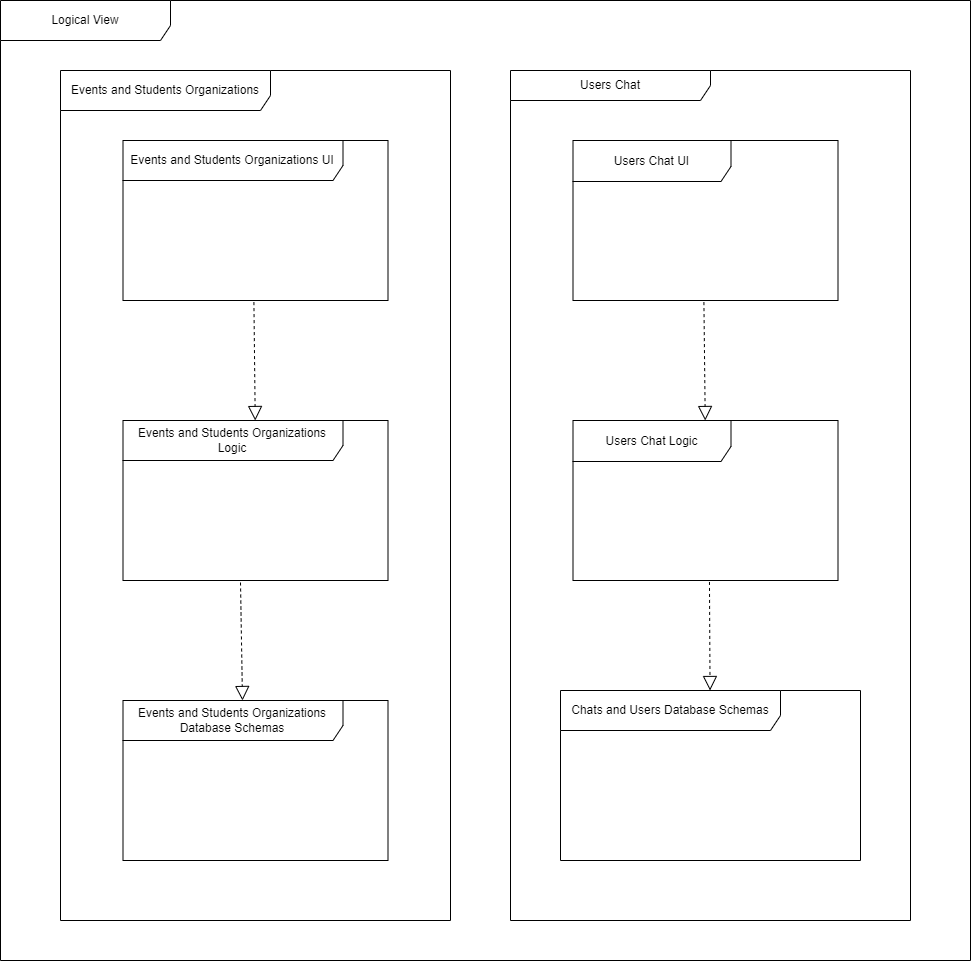 Logical View
Events and Students Organizations
Events and Students Organizations UI
Events and Students Organizations
Logic
Events and Students Organizations
Database Schemas
Users Chat
Users Chat UI
Users Chat Logic
Chats and Users Database Schemas